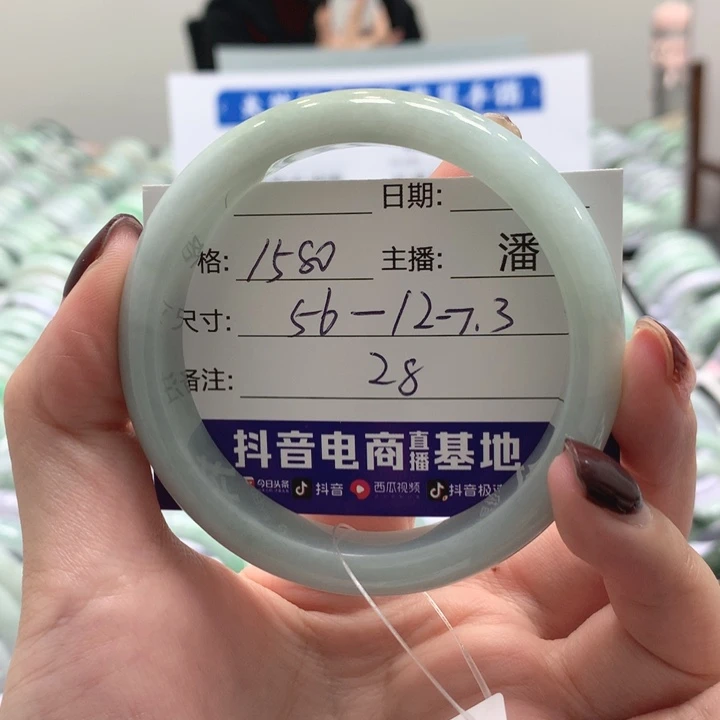 日期:
格: 1580 主播: 潘
尺寸: 56-12-7.3
备注: 28
抖音电商直播基地
今日头条 抖音 西瓜视频 抖音极速